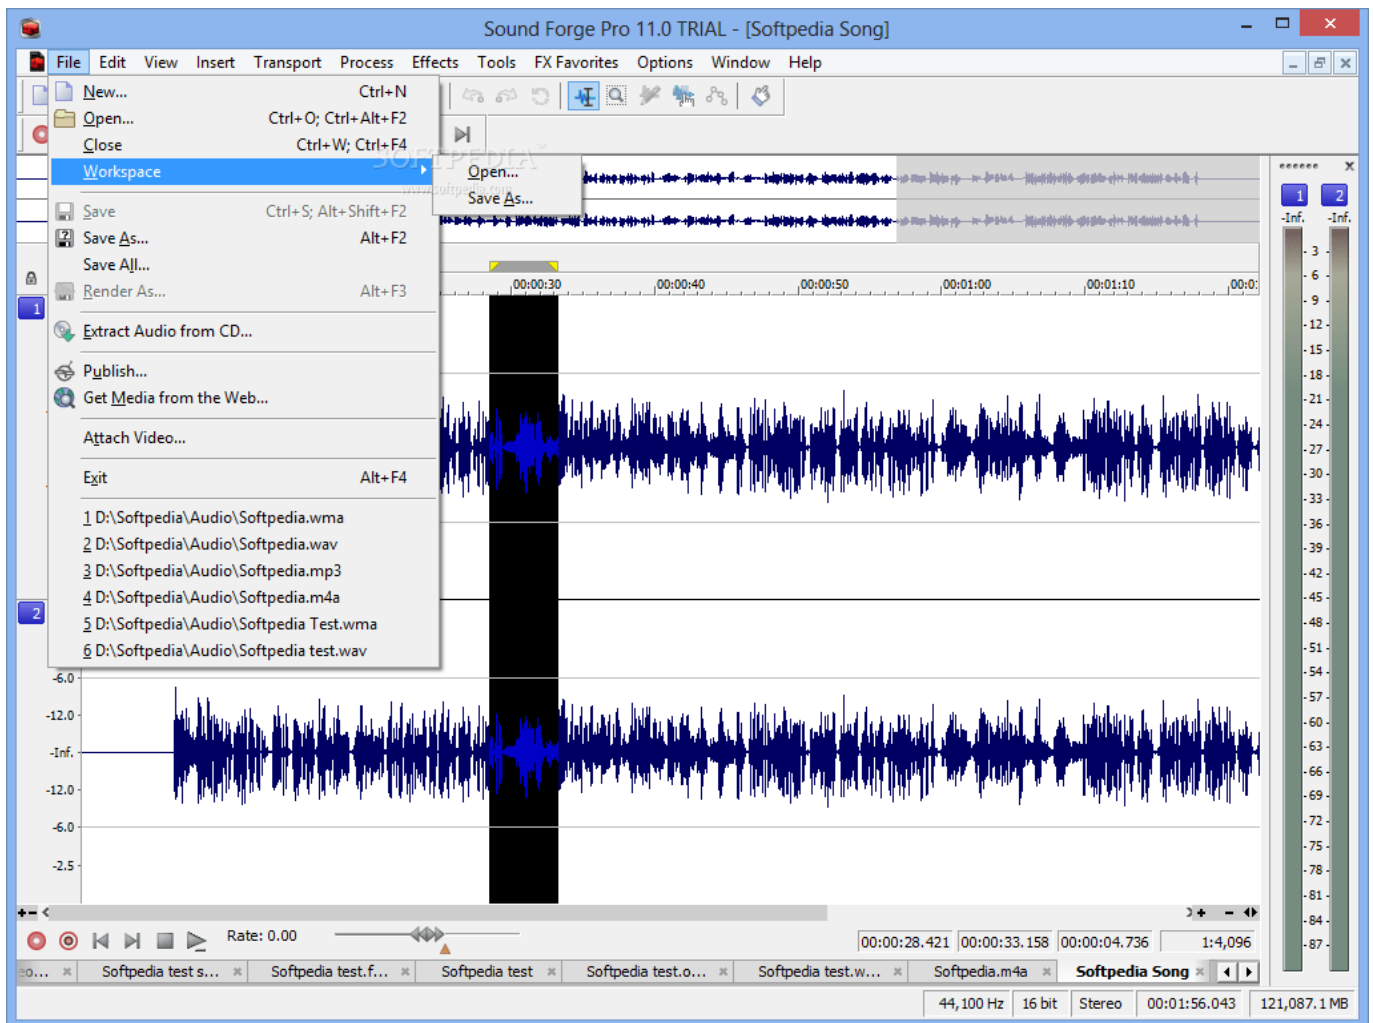 Sound Forge Pro 11.0 TRIAL - [Softpedia Song]
File Edit View Insert Transport Process Effects Tools FX Favorites Options Window Help
New... Ctrl+N
Open... Ctrl+O; Ctrl+Alt+F2
Close Ctrl+W; Ctrl+F4
Workspace
Open...
Save As...
SOFTPEDIA
www.softpedia.com
Save Ctrl+S; Alt+Shift+F2
Save As... Alt+F2
Save All...
Render As... Alt+F3
Extract Audio from CD...
Publish...
Get Media from the Web...
Attach Video...
Exit Alt+F4
1 D:\Softpedia\Audio\Softpedia.wma
2 D:\Softpedia\Audio\Softpedia.wav
3 D:\Softpedia\Audio\Softpedia.mp3
4 D:\Softpedia\Audio\Softpedia.m4a
5 D:\Softpedia\Audio\Softpedia Test.wma
6 D:\Softpedia\Audio\Softpedia test.wav
00:00:30 00:00:40 00:00:50 00:01:00 00:01:10 00:0
1
2
-6.0
-12.0
-Inf.
-12.0
-6.0
-2.5
1 2
-Inf. -Inf.
- 3 -
- 6 -
- 9 -
- 12 -
- 15 -
- 18 -
- 21 -
- 24 -
- 27 -
- 30 -
- 33 -
- 36 -
- 39 -
- 42 -
- 45 -
- 48 -
- 51 -
- 54 -
- 57 -
- 60 -
- 63 -
- 66 -
- 69 -
- 72 -
- 75 -
- 78 -
- 81 -
- 84 -
- 87 -
Rate: 0.00
00:00:28.421 00:00:33.158 00:00:04.736 1:4,096
eo... Softpedia test s... Softpedia test.f... Softpedia test Softpedia test.o... Softpedia test.w... Softpedia.m4a Softpedia Song
44,100 Hz 16 bit Stereo 00:01:56.043 121,087.1 MB